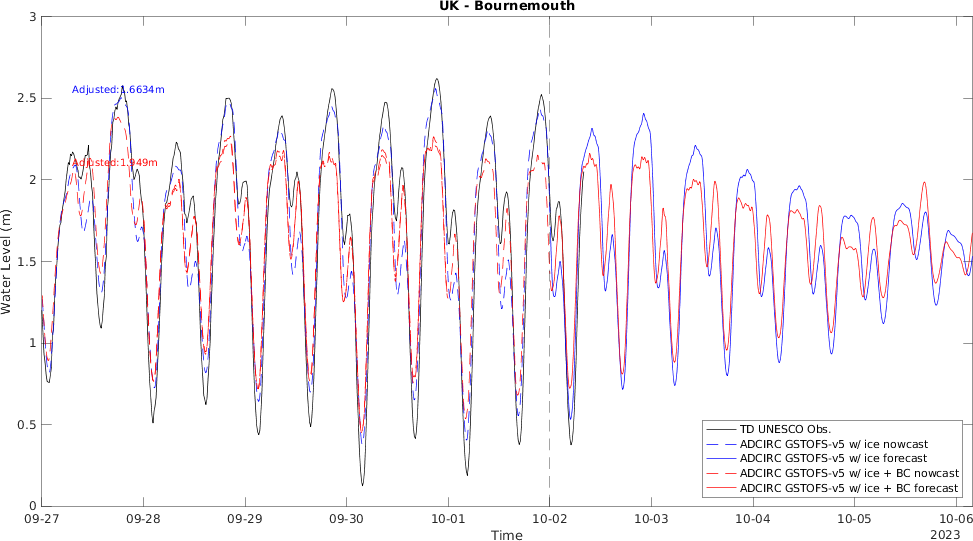 UK - Bournemouth
3
2.5
2
1.5
1
0.5
0
Water Level (m)
Adjusted:1.6634m
Adjusted:1.949m
TD UNESCO Obs.
ADCIRC GSTOFS-v5 w/ ice nowcast
ADCIRC GSTOFS-v5 w/ ice forecast
ADCIRC GSTOFS-v5 w/ ice + BC nowcast
ADCIRC GSTOFS-v5 w/ ice + BC forecast
09-27 09-28 09-29 09-30 10-01 10-02 10-03 10-04 10-05 10-06
Time
2023